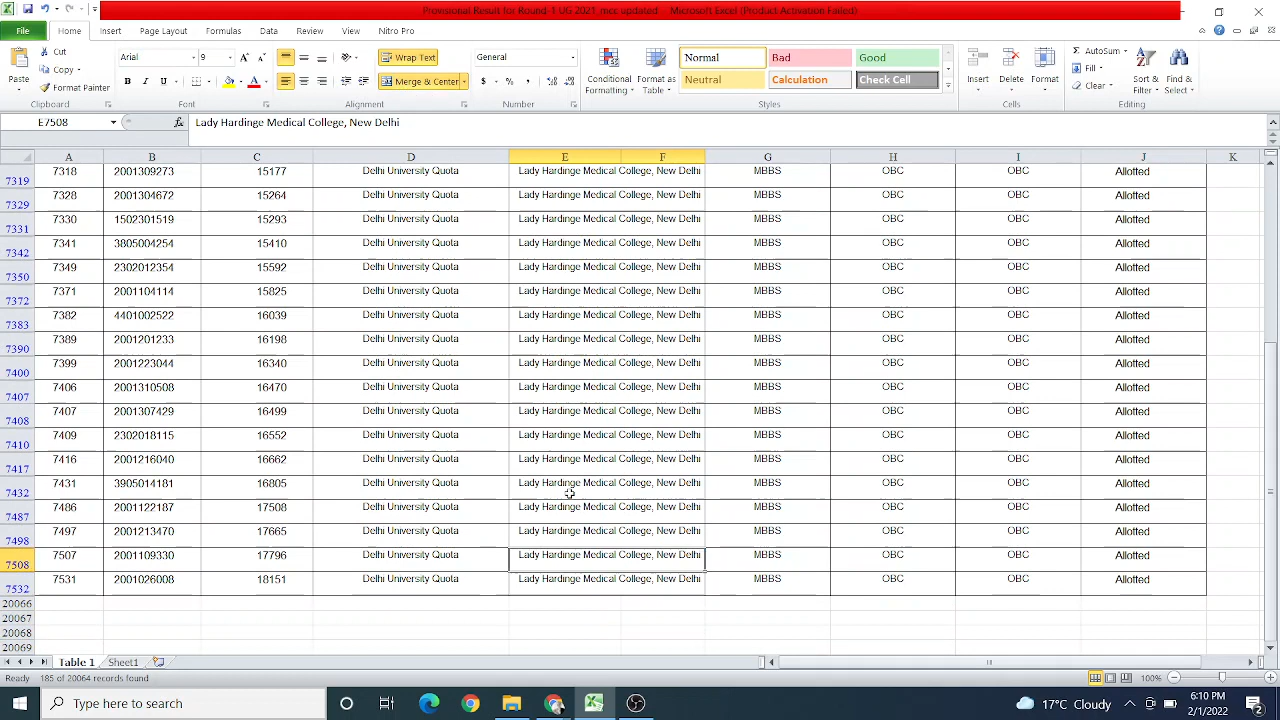 Provisional Result for Round-1 UG 2021 mcc updated - Microsoft Excel (Product Activation Failed)
File Home Insert Page Layout Formulas Data Review View Nitro Pro
Paste Cut Copy Format Painter Clipboard
Arial 9 B I U A A A Font
Wrap Text Merge & Center Alignment
General $ % , Number
Conditional Formatting Format as Table Normal Bad Good Neutral Calculation Check Cell Styles
Insert Delete Format Cells
Σ AutoSum Fill Clear Sort & Filter Find & Select Editing
E7508 fx Lady Hardinge Medical College, New Delhi
A B C D E F G H I J K
7319 7318 2001309273 15177 Delhi University Quota Lady Hardinge Medical College, New Delhi MBBS OBC OBC Allotted
7329 7328 2001304672 15264 Delhi University Quota Lady Hardinge Medical College, New Delhi MBBS OBC OBC Allotted
7331 7330 1502301519 15293 Delhi University Quota Lady Hardinge Medical College, New Delhi MBBS OBC OBC Allotted
7342 7341 3805004254 15410 Delhi University Quota Lady Hardinge Medical College, New Delhi MBBS OBC OBC Allotted
7350 7349 2302012354 15592 Delhi University Quota Lady Hardinge Medical College, New Delhi MBBS OBC OBC Allotted
7372 7371 2001104114 15825 Delhi University Quota Lady Hardinge Medical College, New Delhi MBBS OBC OBC Allotted
7383 7382 4401002522 16039 Delhi University Quota Lady Hardinge Medical College, New Delhi MBBS OBC OBC Allotted
7390 7389 2001201233 16198 Delhi University Quota Lady Hardinge Medical College, New Delhi MBBS OBC OBC Allotted
7400 7399 2001223044 16340 Delhi University Quota Lady Hardinge Medical College, New Delhi MBBS OBC OBC Allotted
7407 7406 2001310508 16470 Delhi University Quota Lady Hardinge Medical College, New Delhi MBBS OBC OBC Allotted
7408 7407 2001307429 16499 Delhi University Quota Lady Hardinge Medical College, New Delhi MBBS OBC OBC Allotted
7410 7409 2302018115 16552 Delhi University Quota Lady Hardinge Medical College, New Delhi MBBS OBC OBC Allotted
7417 7416 2001216040 16662 Delhi University Quota Lady Hardinge Medical College, New Delhi MBBS OBC OBC Allotted
7432 7431 3905014181 16805 Delhi University Quota Lady Hardinge Medical College, New Delhi MBBS OBC OBC Allotted
7487 7486 2001122187 17508 Delhi University Quota Lady Hardinge Medical College, New Delhi MBBS OBC OBC Allotted
7498 7497 2001213470 17665 Delhi University Quota Lady Hardinge Medical College, New Delhi MBBS OBC OBC Allotted
7508 7507 2001109330 17796 Delhi University Quota Lady Hardinge Medical College, New Delhi MBBS OBC OBC Allotted
7532 7531 2001026008 18151 Delhi University Quota Lady Hardinge Medical College, New Delhi MBBS OBC OBC Allotted
20066
20067
20068
20069
Table 1 Sheet1
Ready 185 of 20064 records found 100%
Type here to search 17°C Cloudy 6:10 PM
2/1/2022 2